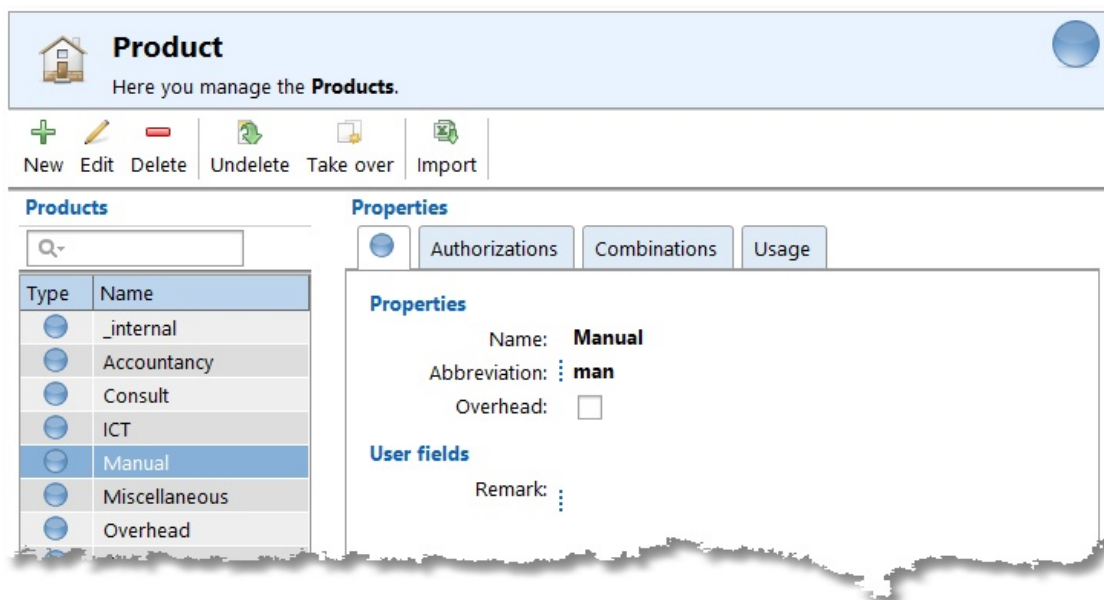 Product
Here you manage the Products.
New Edit Delete Undelete Take over Import
Products
Properties
Authorizations Combinations Usage
Type Name
_internal
Accountancy
Consult
ICT
Manual
Miscellaneous
Overhead
Properties
Name: Manual
Abbreviation: man
Overhead:
User fields
Remark: